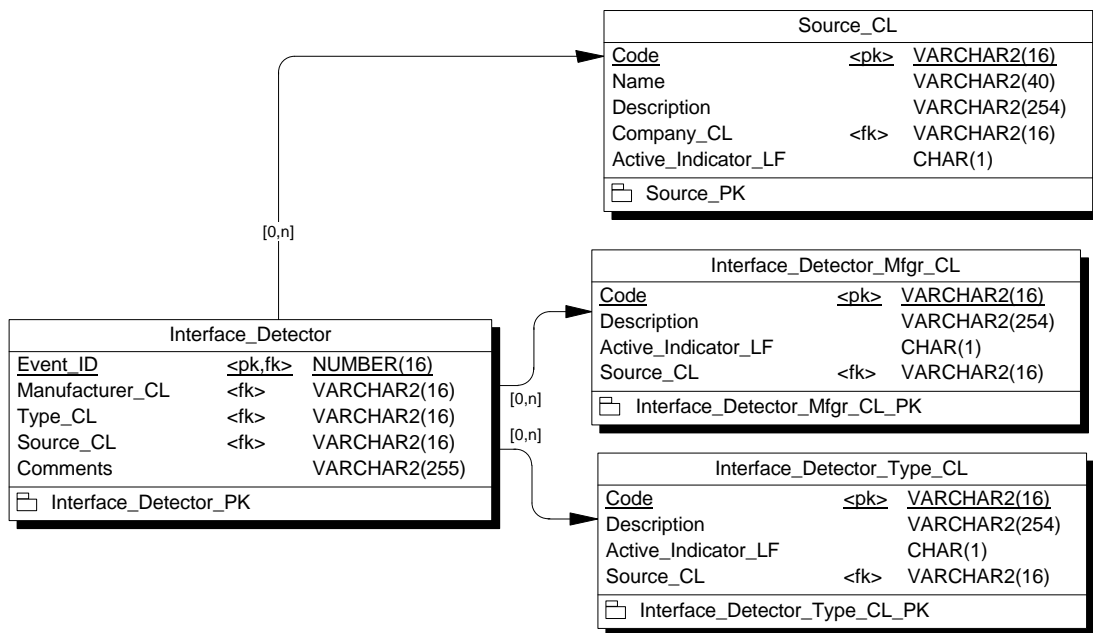 Source_CL
Code <pk> VARCHAR2(16)
Name VARCHAR2(40)
Description VARCHAR2(254)
Company_CL <fk> VARCHAR2(16)
Active_Indicator_LF CHAR(1)
Source_PK
[0,n]
Interface_Detector_Mfgr_CL
Code <pk> VARCHAR2(16)
Description VARCHAR2(254)
Active_Indicator_LF CHAR(1)
Source_CL <fk> VARCHAR2(16)
Interface_Detector_Mfgr_CL_PK
Interface_Detector
Event_ID <pk,fk> NUMBER(16)
Manufacturer_CL <fk> VARCHAR2(16)
Type_CL <fk> VARCHAR2(16)
Source_CL <fk> VARCHAR2(16)
Comments VARCHAR2(255)
Interface_Detector_PK
[0,n]
[0,n]
Interface_Detector_Type_CL
Code <pk> VARCHAR2(16)
Description VARCHAR2(254)
Active_Indicator_LF CHAR(1)
Source_CL <fk> VARCHAR2(16)
Interface_Detector_Type_CL_PK